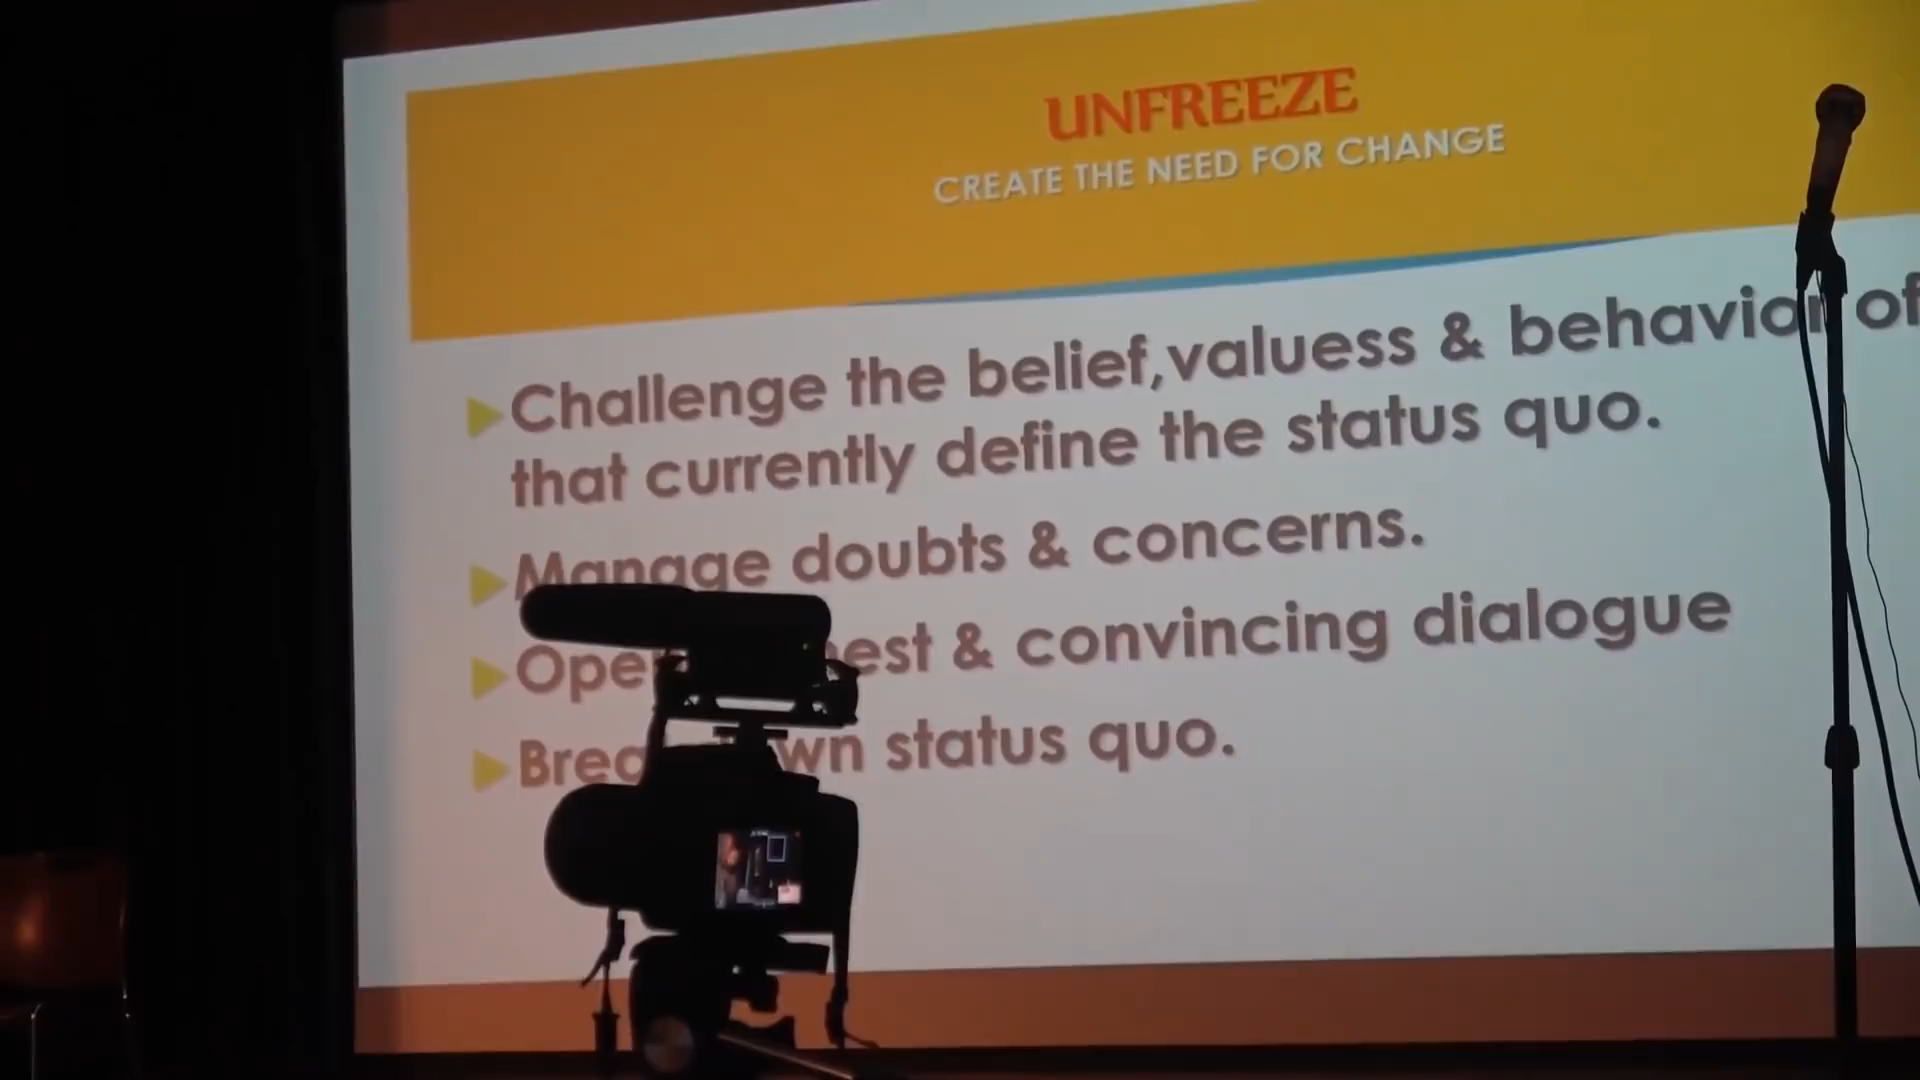 UNFREEZE
CREATE THE NEED FOR CHANGE
Challenge the belief,valuess & behavior of
that currently define the status quo.
Manage doubts & concerns.
& convincing dialogue
status quo.